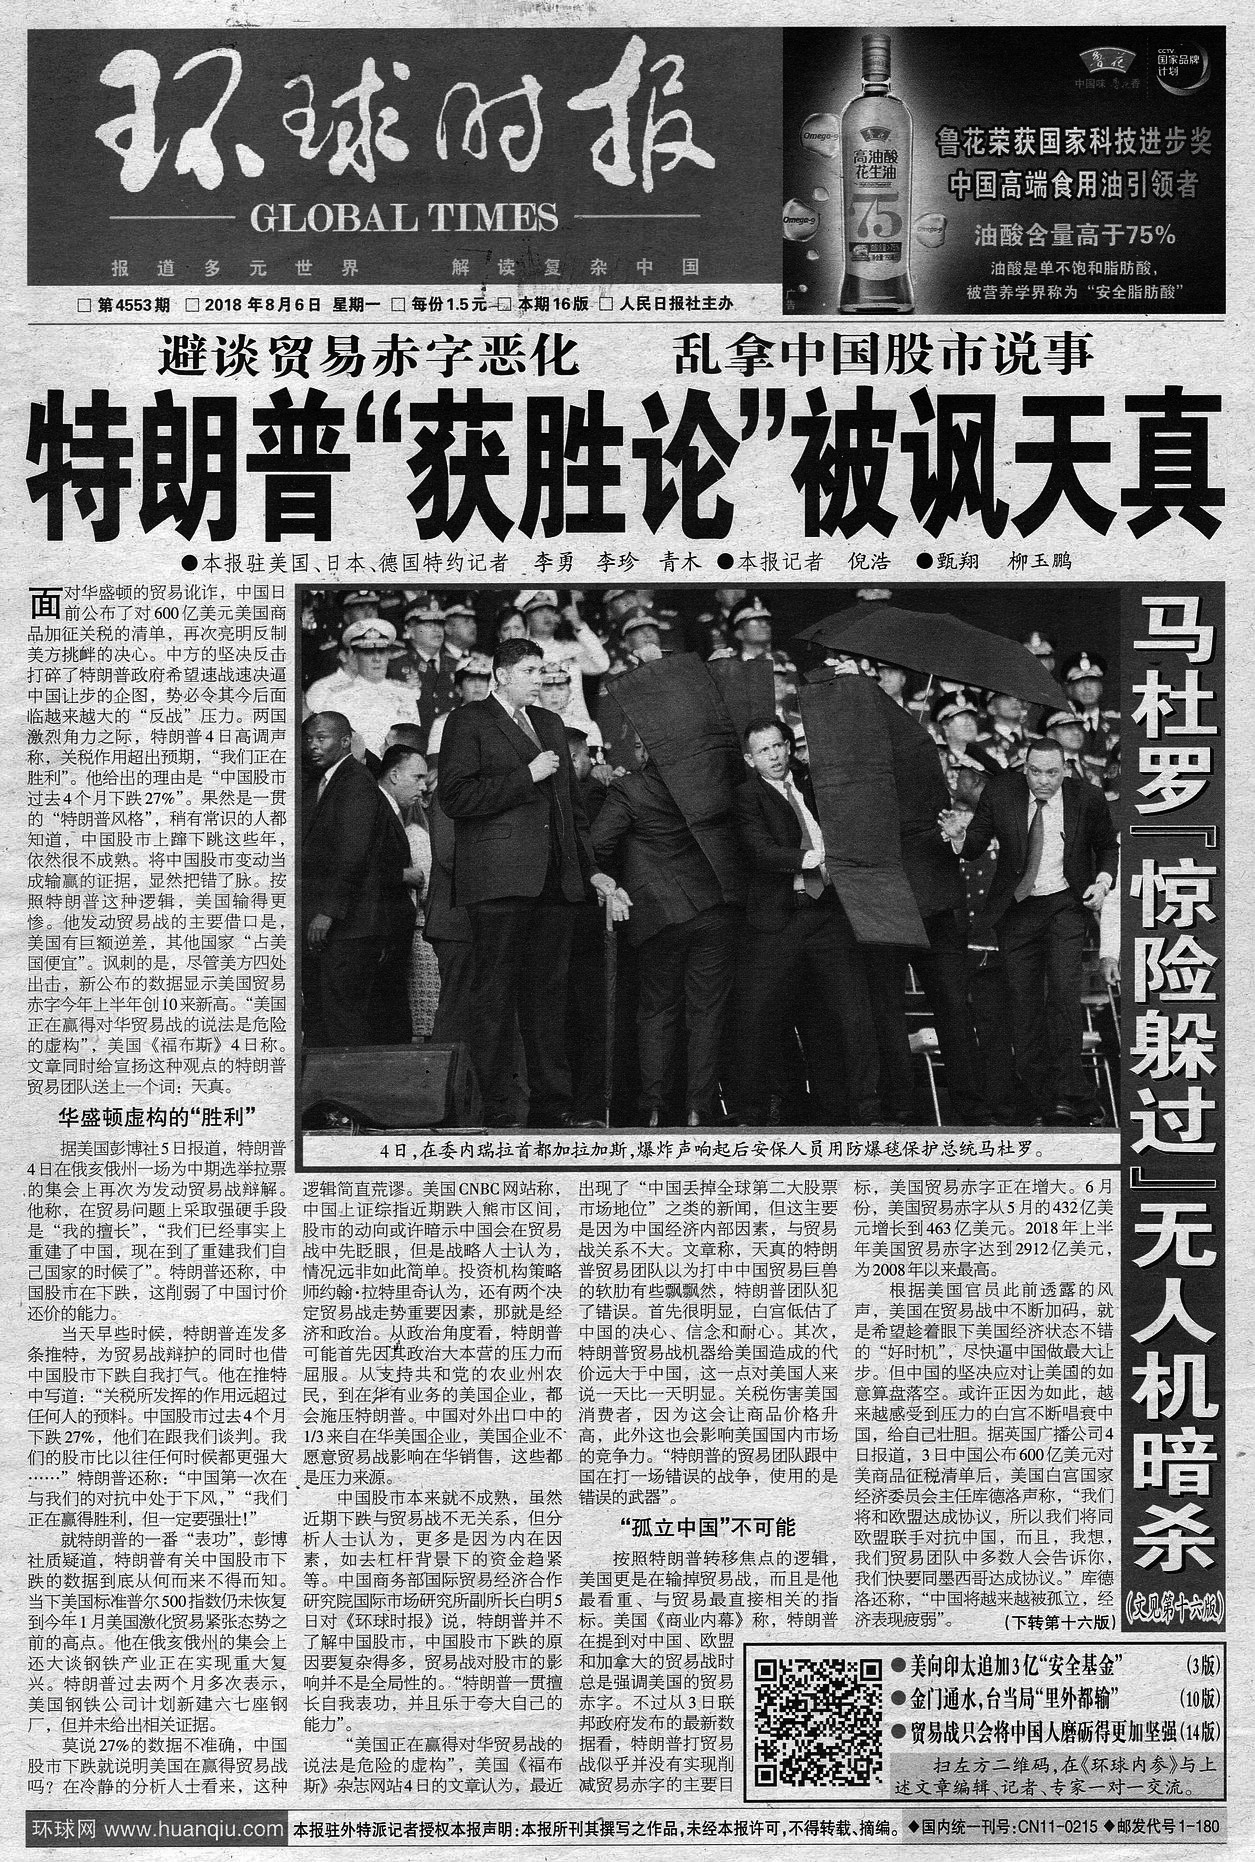 环球时报
GLOBAL TIMES
报道多元世界 解读复杂中国
鲁花
中国味 鲁花香
CCTV
国家品牌
计划
Omega-9
Omega-9
Omega-9
高油酸
花生油
75
鲁花荣获国家科技进步奖
中国高端食用油引领者
油酸含量高于75%
油酸是单不饱和脂肪酸，
被营养学界称为“安全脂肪酸”
广告
□第4553期 □2018年8月6日 星期一 □每份1.5元 □本期16版 □人民日报社主办
避谈贸易赤字恶化 乱拿中国股市说事
特朗普“获胜论”被讽天真
●本报驻美国、日本、德国特约记者 李勇 李珍 青木 ●本报记者 倪浩 ●甄翔 柳玉鹏
面对华盛顿的贸易讹诈，中国日
前公布了对600亿美元美国商
品加征关税的清单，再次亮明反制
美方挑衅的决心。中方的坚决反击
打碎了特朗普政府希望速战速决逼
中国让步的企图，势必令其今后面
临越来越大的“反战”压力。两国
激烈角力之际，特朗普4日高调声
称，关税作用超出预期，“我们正在
胜利”。他给出的理由是“中国股市
过去4个月下跌27%”。果然是一贯
的“特朗普风格”，稍有常识的人都
知道，中国股市上蹿下跳这些年，
依然很不成熟。将中国股市变动当
成输赢的证据，显然把错了脉。按
照特朗普这种逻辑，美国输得更
惨。他发动贸易战的主要借口是，
美国有巨额逆差，其他国家“占美
国便宜”。讽刺的是，尽管美方四处
出击，新公布的数据显示美国贸易
赤字今年上半年创10来新高。“美国
正在赢得对华贸易战的说法是危险
的虚构”，美国《福布斯》4日称。
文章同时给宣扬这种观点的特朗普
贸易团队送上一个词：天真。
华盛顿虚构的“胜利”
据美国彭博社5日报道，特朗普
4日在俄亥俄州一场为中期选举拉票
的集会上再次为发动贸易战辩解。
他称，在贸易问题上采取强硬手段
是“我的擅长”，“我们已经事实上
重建了中国，现在到了重建我们自
己国家的时候了”。特朗普还称，中
国股市在下跌，这削弱了中国讨价
还价的能力。
当天早些时候，特朗普连发多
条推特，为贸易战辩护的同时也借
中国股市下跌自我打气。他在推特
中写道：“关税所发挥的作用远超过
任何人的预料。中国股市过去4个月
下跌27%，他们在跟我们谈判。我
们的股市比以往任何时候都更强大
……”特朗普还称：“中国第一次在
与我们的对抗中处于下风，”“我们
正在赢得胜利，但一定要强壮！”
就特朗普的一番“表功”，彭博
社质疑道，特朗普有关中国股市下
跌的数据到底从何而来不得而知。
当下美国标准普尔500指数仍未恢复
到今年1月美国激化贸易紧张态势之
前的高点。他在俄亥俄州的集会上
还大谈钢铁产业正在实现重大复
兴。特朗普过去两个月多次表示，
美国钢铁公司计划新建六七座钢
厂，但并未给出相关证据。
莫说27%的数据不准确，中国
股市下跌就说明美国在赢得贸易战
吗？在冷静的分析人士看来，这种
4日，在委内瑞拉首都加拉加斯，爆炸声响起后安保人员用防爆毯保护总统马杜罗。
逻辑简直荒谬。美国CNBC网站称，
中国上证综指近期跌入熊市区间，
股市的动向或许暗示中国会在贸易
战中先眨眼，但是战略人士认为，
情况远非如此简单。投资机构策略
师约翰·拉特里奇认为，还有两个决
定贸易战走势重要因素，那就是经
济和政治。从政治角度看，特朗普
可能首先因其政治大本营的压力而
屈服。从支持共和党的农业州农
民，到在华有业务的美国企业，都
会施压特朗普。中国对外出口中的
1/3来自在华美国企业，美国企业不
愿意贸易战影响在华销售，这些都
是压力来源。
中国股市本来就不成熟，虽然
近期下跌与贸易战不无关系，但分
析人士认为，更多是因为内在因
素，如去杠杆背景下的资金趋紧
等。中国商务部国际贸易经济合作
研究院国际市场研究所副所长白明5
日对《环球时报》说，特朗普并不
了解中国股市，中国股市下跌的原
因要复杂得多，贸易战对股市的影
响并不是全局性的。“特朗普一贯擅
长自我表功，并且乐于夸大自己的
能力”。
“美国正在赢得对华贸易战的
说法是危险的虚构”，美国《福布
斯》杂志网站4日的文章认为，最近
出现了“中国丢掉全球第二大股票
市场地位”之类的新闻，但这主要
是因为中国经济内部因素，与贸易
战关系不大。文章称，天真的特朗
普贸易团队以为打中中国贸易巨兽
的软肋有些飘飘然，特朗普团队犯
了错误。首先很明显，白宫低估了
中国的决心、信念和耐心。其次，
特朗普贸易战机器给美国造成的代
价远大于中国，这一点对美国人来
说一天比一天明显。关税伤害美国
消费者，因为这会让商品价格升
高，此外这也会影响美国国内市场
的竞争力。“特朗普的贸易团队跟中
国在打一场错误的战争，使用的是
错误的武器”。
“孤立中国”不可能
按照特朗普转移焦点的逻辑，
美国更是在输掉贸易战，而且是他
最看重、与贸易最直接相关的指
标。美国《商业内幕》称，特朗普
在提到对中国、欧盟
和加拿大的贸易战时
总是强调美国的贸易
赤字。不过从3日联
邦政府发布的最新数
据看，特朗普打贸易
战似乎并没有实现削
减贸易赤字的主要目
标，美国贸易赤字正在增大。6月
份，美国贸易赤字从5月的432亿美
元增长到463亿美元。2018年上半
年美国贸易赤字达到2912亿美元，
为2008年以来最高。
根据美国官员此前透露的风
声，美国在贸易战中不断加码，就
是希望趁着眼下美国经济状态不错
的“好时机”，尽快逼中国做最大让
步。但中国的坚决应对让美国的如
意算盘落空。或许正因为如此，越
来越感受到压力的白宫不断唱衰中
国，给自己壮胆。据英国广播公司4
日报道，3日中国公布600亿美元对
美商品征税清单后，美国白宫国家
经济委员会主任库德洛声称，“我们
将和欧盟达成协议，所以我们将同
欧盟联手对抗中国，而且，我想，
我们贸易团队中多数人会告诉你，
我们快要同墨西哥达成协议。”库德
洛还称，“中国将越来越被孤立，经
济表现疲弱”。 （下转第十六版）
马杜罗『惊险躲过』无人机暗杀
（文见第十六版）
●美向印太追加3亿“安全基金” （3版）
●金门通水，台当局“里外都输” （10版）
●贸易战只会将中国人磨砺得更加坚强（14版）
扫左方二维码，在《环球内参》与上
述文章编辑、记者、专家一对一交流。
环球网 www.huanqiu.com 本报驻外特派记者授权本报声明：本报所刊其撰写之作品，未经本报许可，不得转载、摘编。 ◆国内统一刊号：CN11-0215 ◆邮发代号1-180